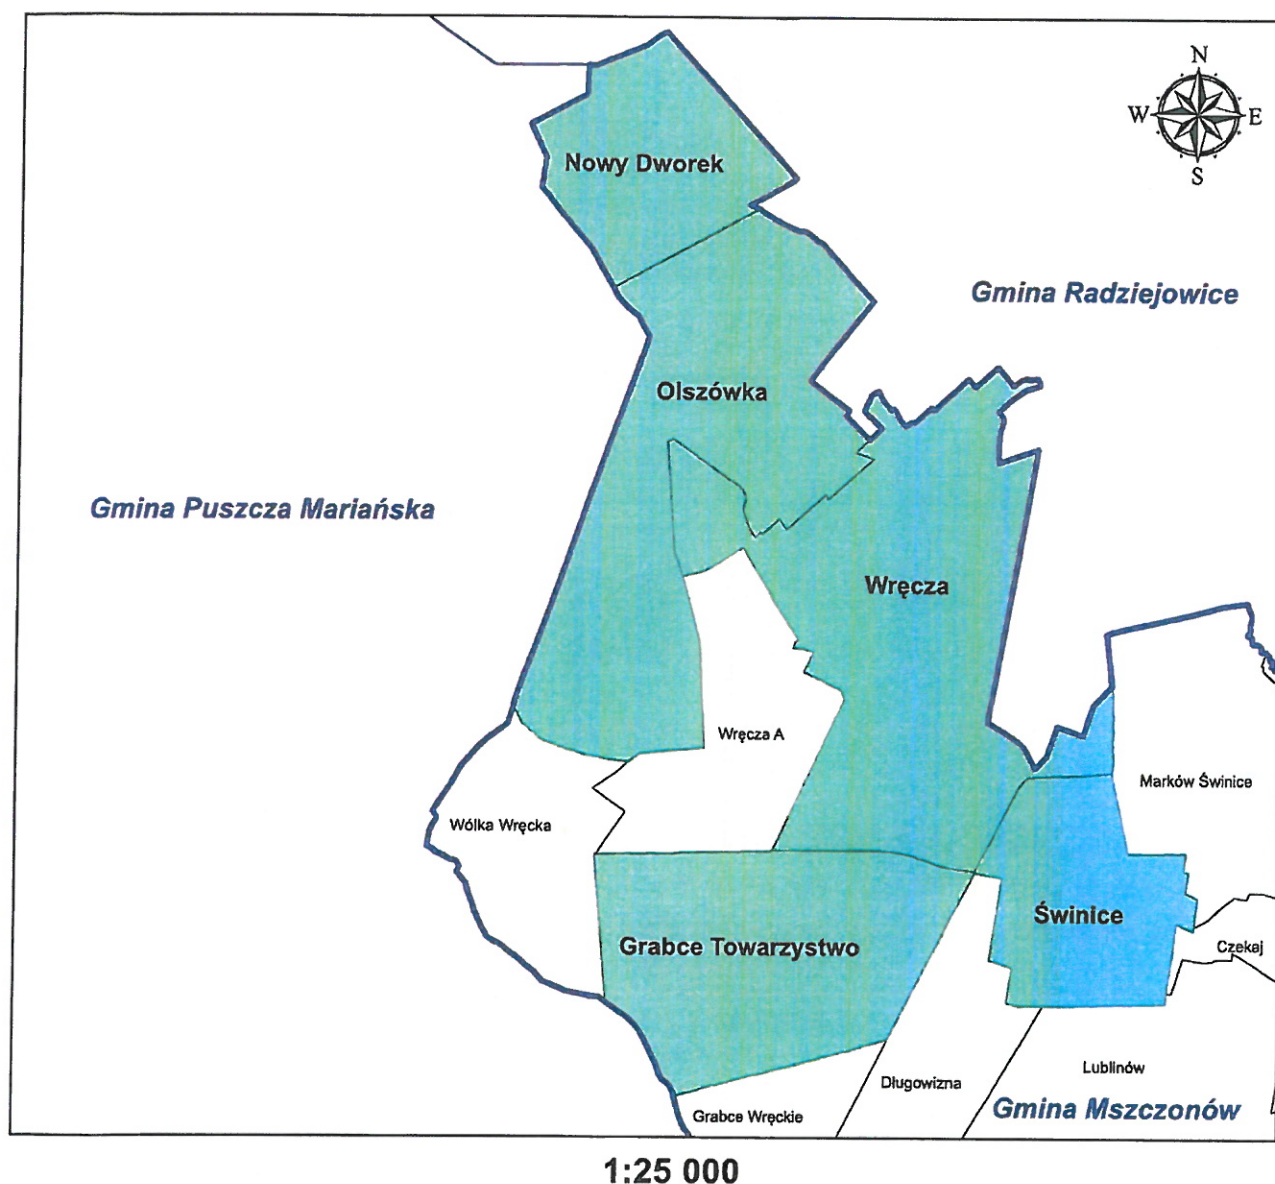 N
W E
S
Nowy Dworek
Gmina Radziejowice
Olszówka
Gmina Puszcza Mariańska
Wręcza
Wręcza A
Marków Świnice
Wólka Wręcka
Świnice
Grabce Towarzystwo
Czekaj
Lublinów
Długowizna
Gmina Mszczonów
Grabce Wręckie
1:25 000